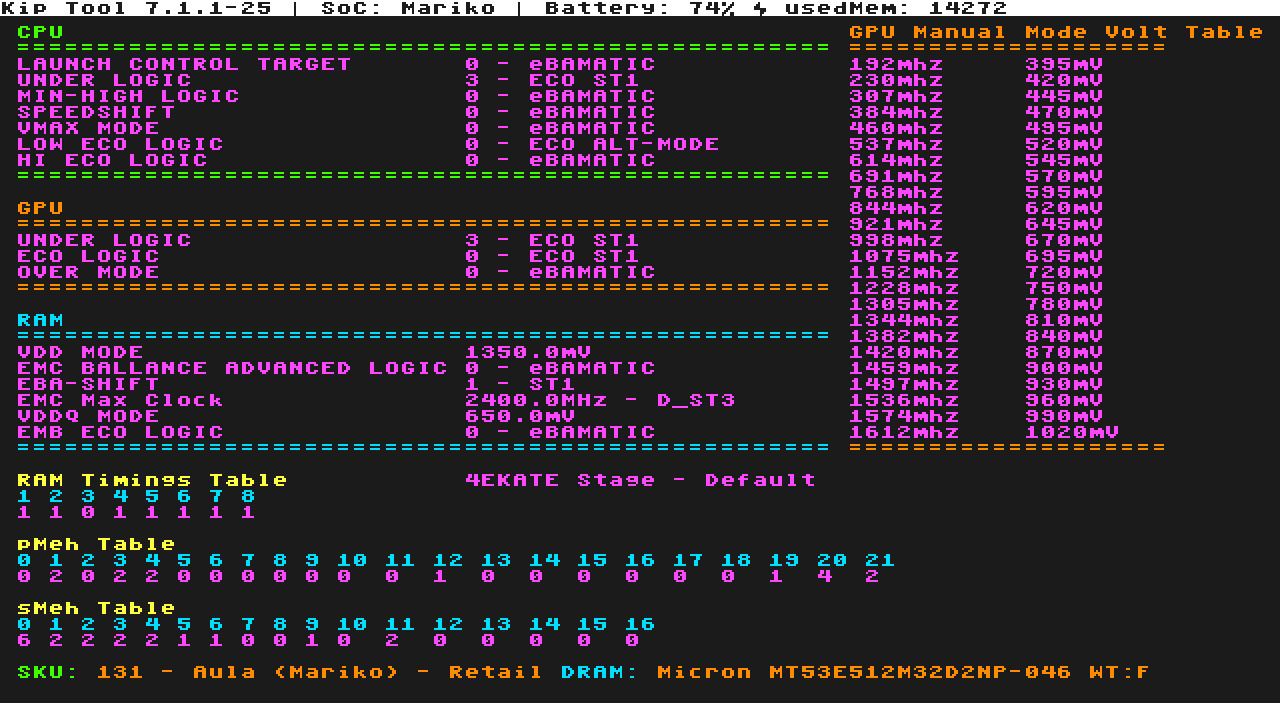 Kip Tool 7.1.1-25 | SoC: Mariko | Battery: 74% ϟ usedMem: 14272
CPU
===================================================
LAUNCH CONTROL TARGET 0 - eBAMATIC
UNDER LOGIC 3 - ECO ST1
MIN-HIGH LOGIC 0 - eBAMATIC
SPEEDSHIFT 0 - eBAMATIC
VMAX MODE 0 - eBAMATIC
LOW ECO LOGIC 0 - ECO ALT-MODE
HI ECO LOGIC 0 - eBAMATIC
===================================================
GPU
===================================================
UNDER LOGIC 3 - ECO ST1
ECO LOGIC 0 - ECO ST1
OVER MODE 0 - eBAMATIC
===================================================
RAM
===================================================
VDD MODE 1350.0mV
EMC BALLANCE ADVANCED LOGIC 0 - eBAMATIC
EBA-SHIFT 1 - ST1
EMC Max Clock 2400.0MHz - D_ST3
VDDQ MODE 650.0mV
EMB ECO LOGIC 0 - eBAMATIC
===================================================
GPU Manual Mode Volt Table
====================
192mhz 395mV
230mhz 420mV
307mhz 445mV
384mhz 470mV
460mhz 495mV
537mhz 520mV
614mhz 545mV
691mhz 570mV
768mhz 595mV
844mhz 620mV
921mhz 645mV
998mhz 670mV
1075mhz 695mV
1152mhz 720mV
1228mhz 750mV
1305mhz 780mV
1344mhz 810mV
1382mhz 840mV
1420mhz 870mV
1459mhz 900mV
1497mhz 930mV
1536mhz 960mV
1574mhz 990mV
1612mhz 1020mV
====================
RAM Timings Table 4EKATE Stage - Default
1 2 3 4 5 6 7 8
1 1 0 1 1 1 1 1
pMeh Table
0 1 2 3 4 5 6 7 8 9 10 11 12 13 14 15 16 17 18 19 20 21
0 2 0 2 2 0 0 0 0 0 0 0 1 0 0 0 0 0 0 1 4 2
sMeh Table
0 1 2 3 4 5 6 7 8 9 10 11 12 13 14 15 16
6 2 2 2 2 1 1 0 0 1 0 2 0 0 0 0 0
SKU: 131 - Aula (Mariko) - Retail DRAM: Micron MT53E512M32D2NP-046 WT:F